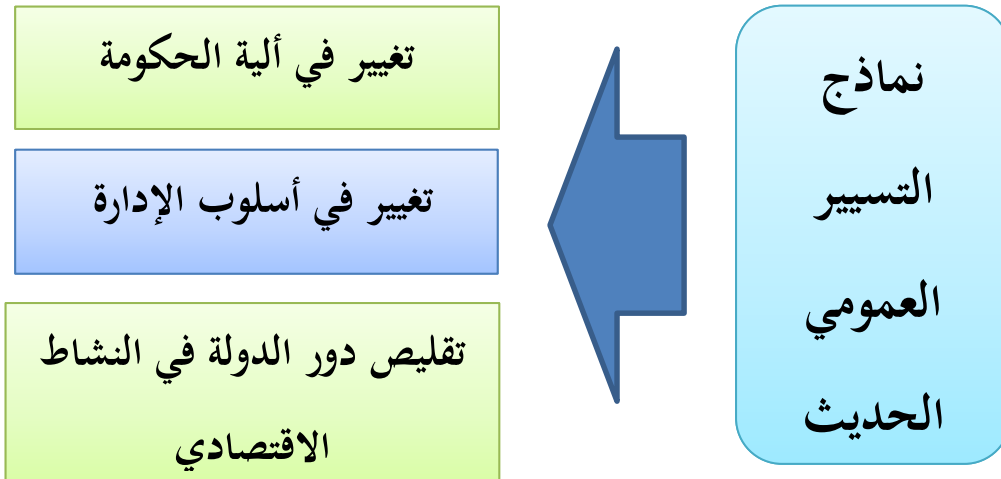 نماذج
التسيير
العمومي
الحديث
تغيير في ألية الحكومة
تغيير في أسلوب الإدارة
تقليص دور الدولة في النشاط
الاقتصادي